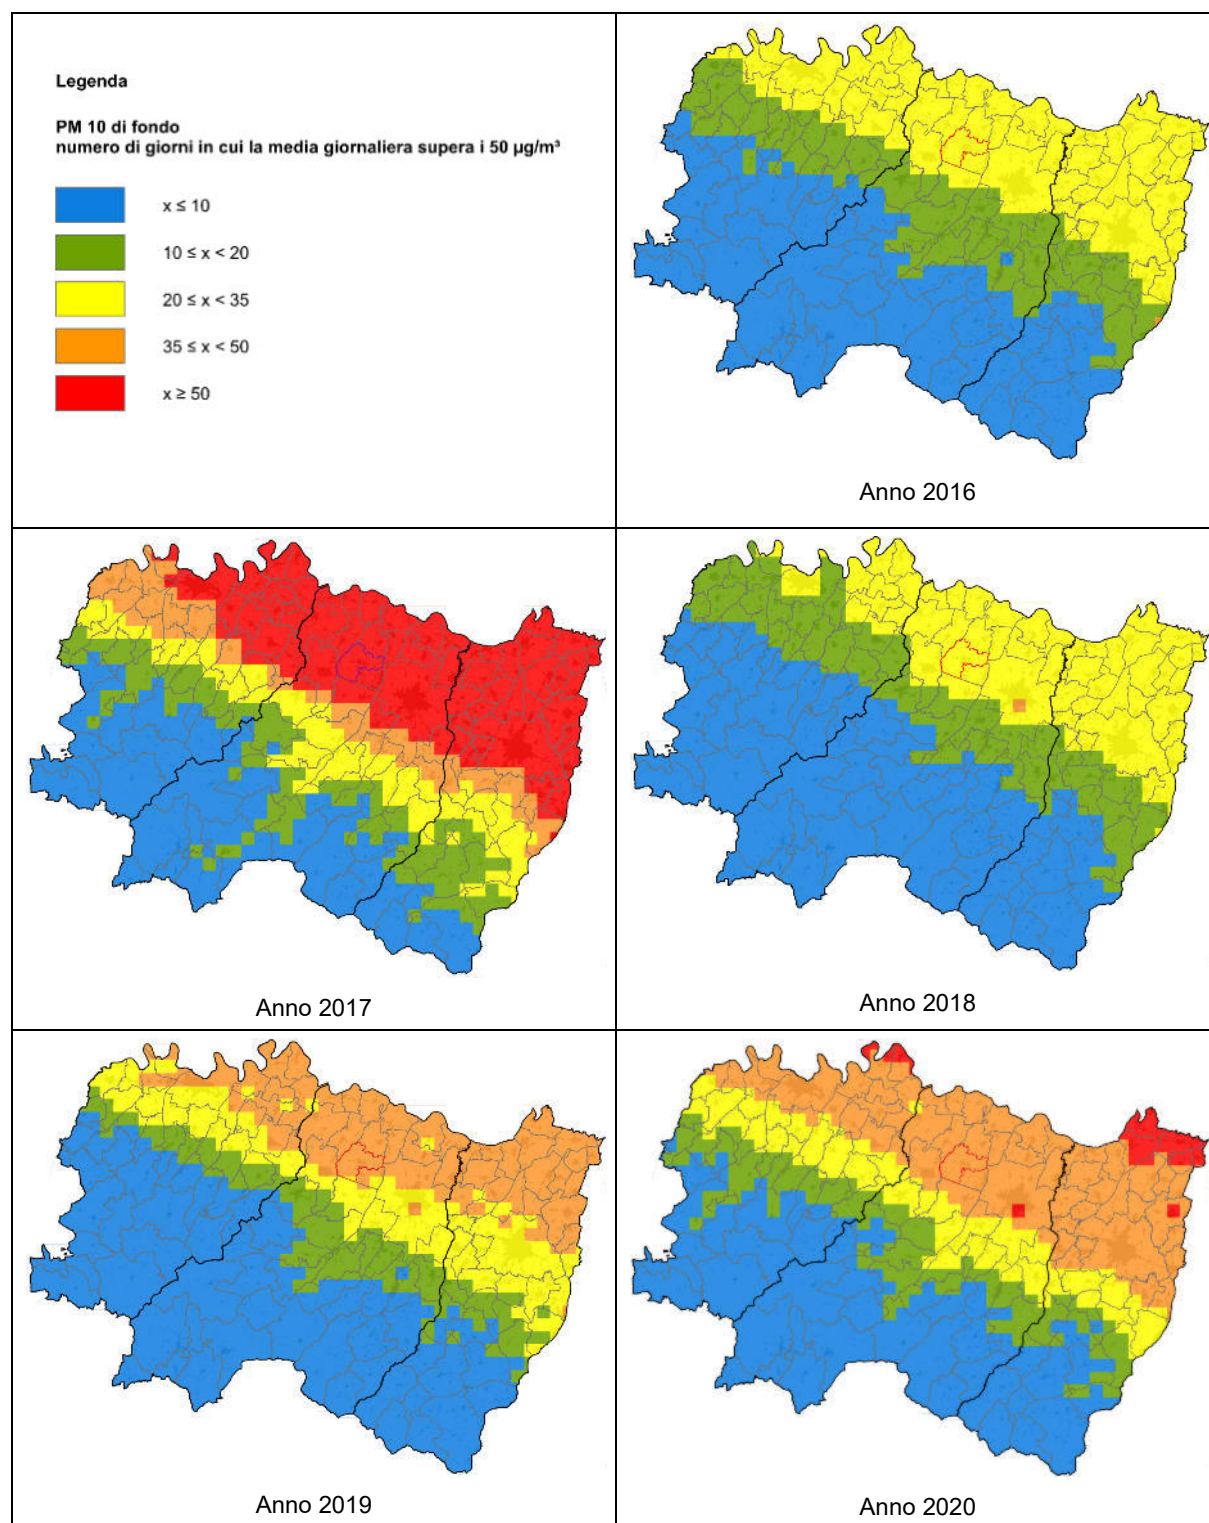 Legenda
PM 10 di fondo
numero di giorni in cui la media giornaliera supera i 50 µg/m³
x ≤ 10
10 ≤ x < 20
20 ≤ x < 35
35 ≤ x < 50
x ≥ 50
Anno 2016
Anno 2017
Anno 2018
Anno 2019
Anno 2020